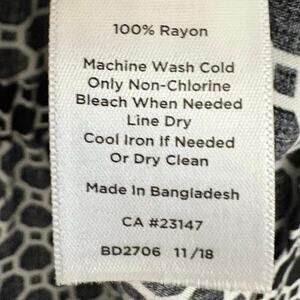 100% Rayon
Machine Wash Cold
Only Non-Chlorine
Bleach When Needed
Line Dry
Cool Iron If Needed
Or Dry Clean
Made In Bangladesh
CA #23147
BD2706 11/18